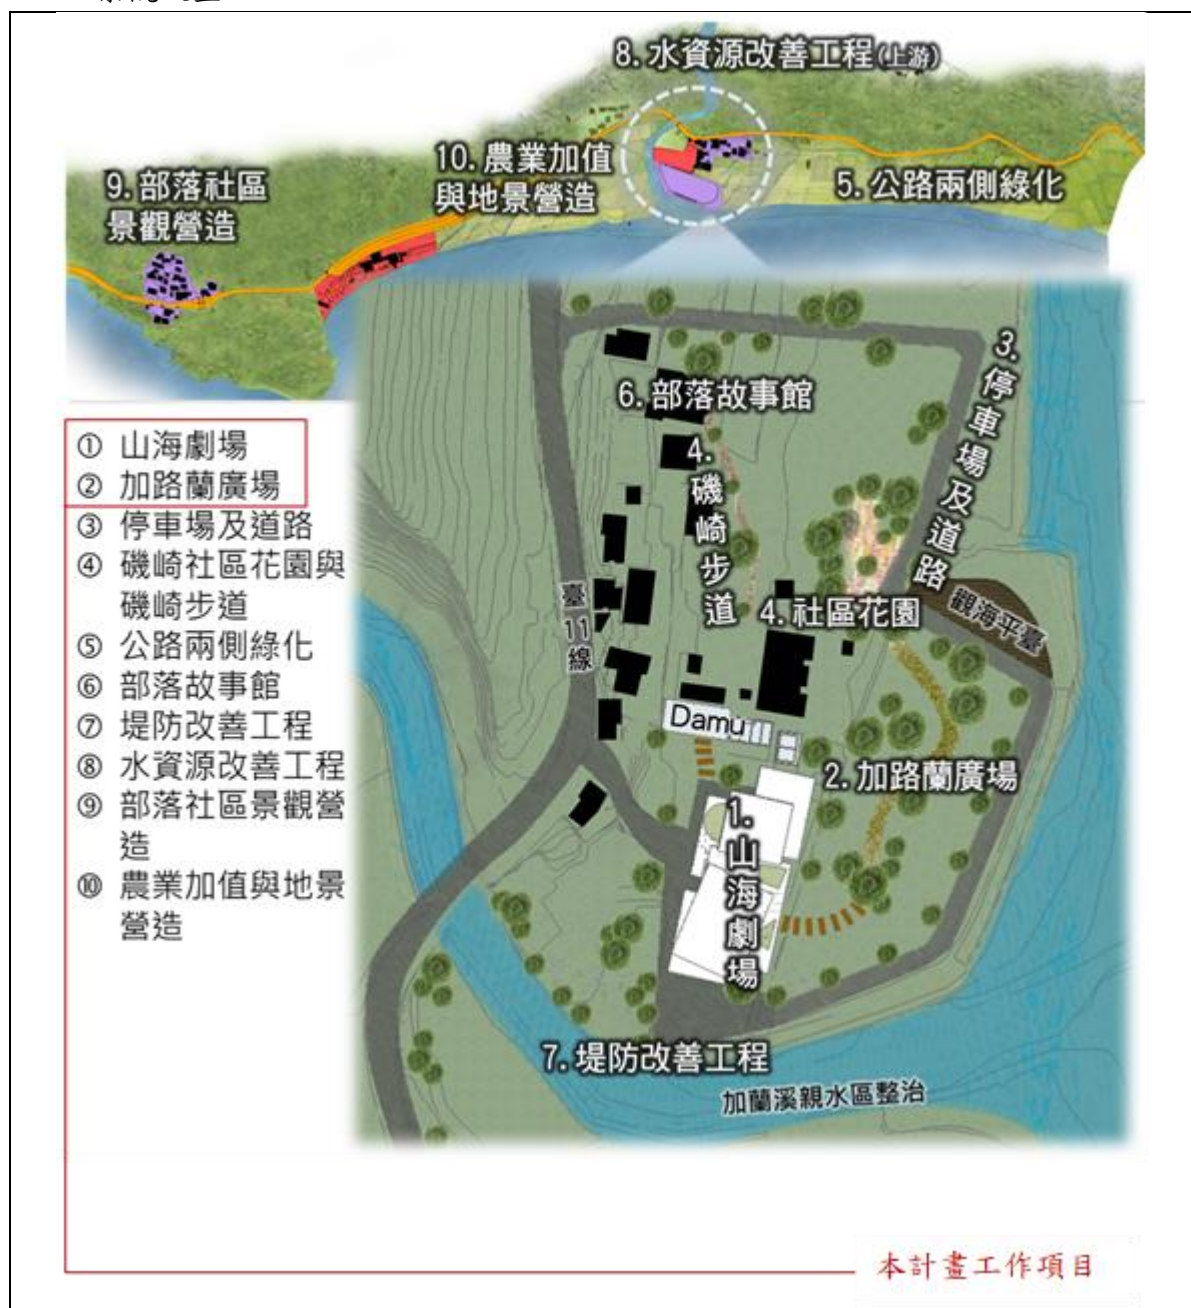 8.水資源改善工程(上游)
10.農業加值
與地景營造
9.部落社區
景觀營造
5.公路兩側綠化
① 山海劇場
② 加路蘭廣場
③ 停車場及道路
④ 磯崎社區花園與
磯崎步道
⑤ 公路兩側綠化
⑥ 部落故事館
⑦ 堤防改善工程
⑧ 水資源改善工程
⑨ 部落社區景觀營
造
⑩ 農業加值與地景
營造
3.停車場及道路
6.部落故事館
4.磯崎步道
臺11線
4.社區花園
觀海平臺
Damu
2.加路蘭廣場
1.山海劇場
7.堤防改善工程
加蘭溪親水區整治
本計畫工作項目